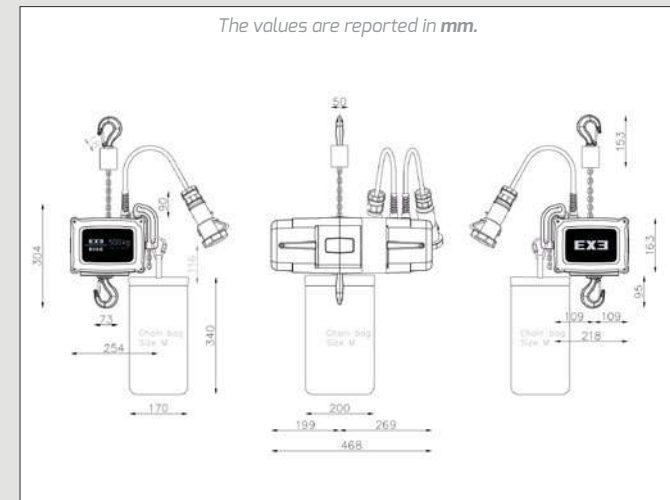 The values are reported in mm.
50
153
90
304
EXE 500kg
EXE
163
116
95
73
109 109
254
218
340
Chain bag
Size M
Chain bag
Size M
Chain bag
Size M
170
200
199 269
468